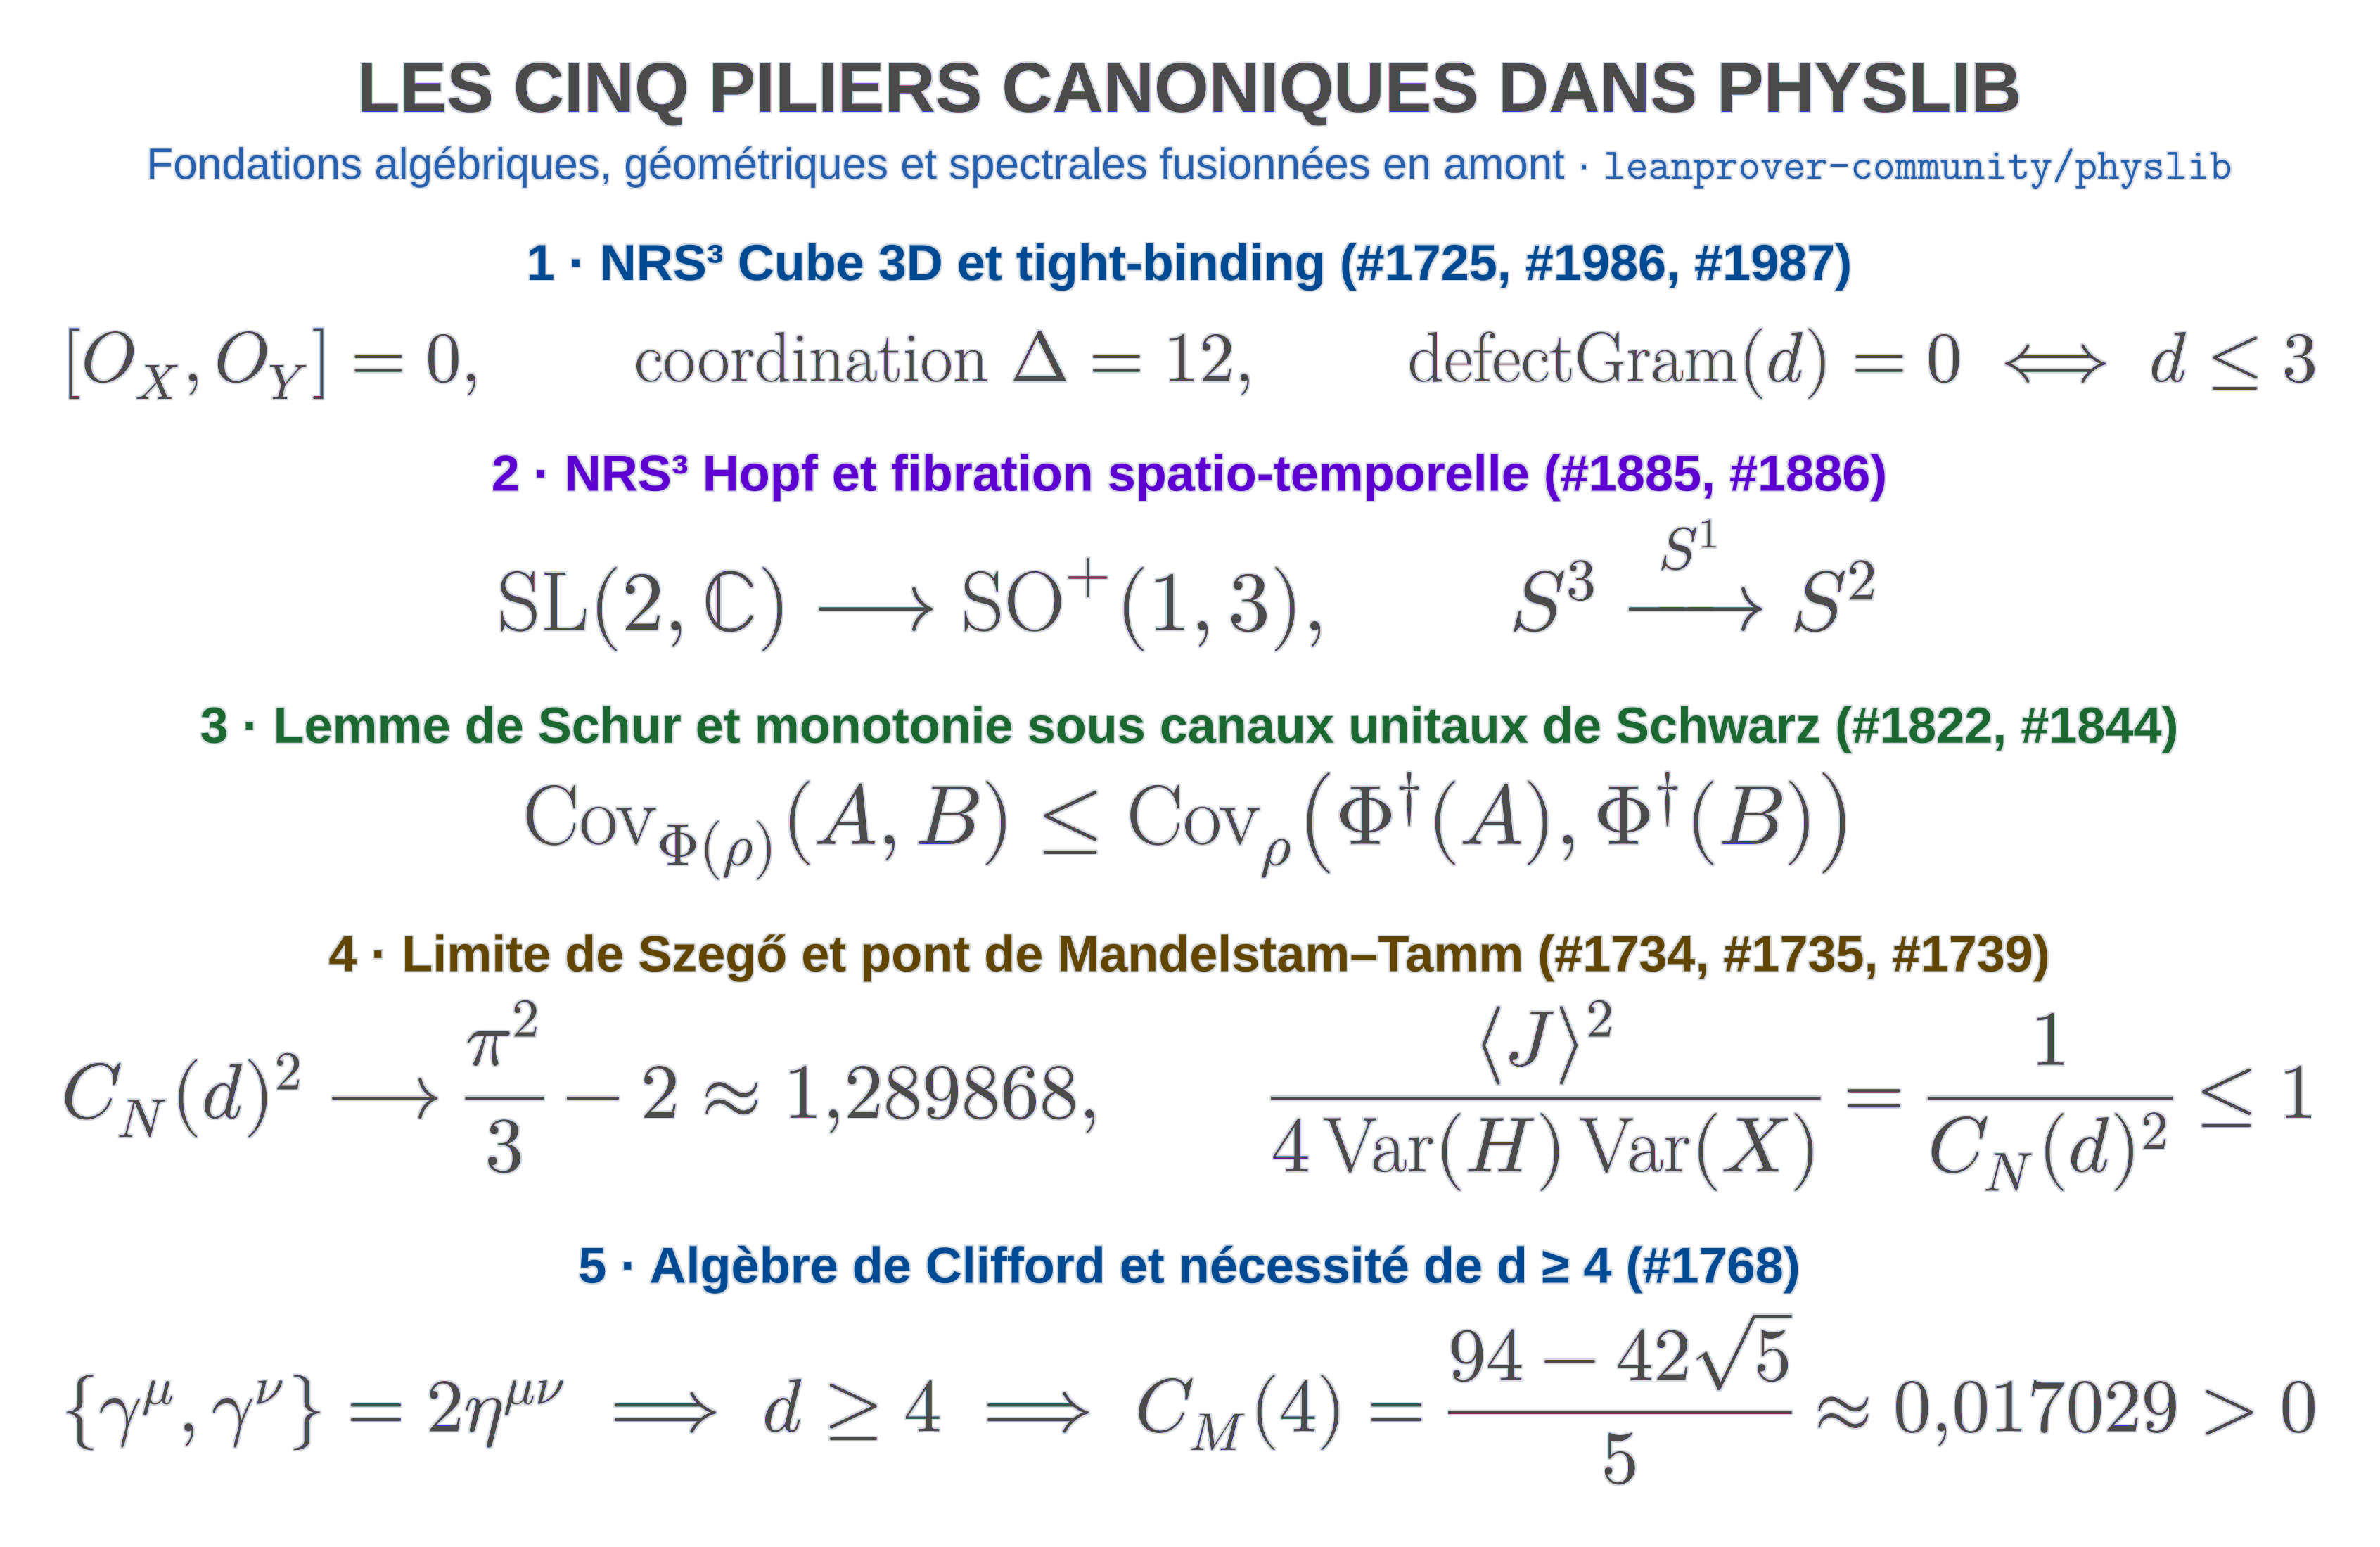 LES CINQ PILIERS CANONIQUES DANS PHYSLIB
Fondations algébriques, géométriques et spectrales fusionnées en amont · leanprover-community/physlib
1 · NRS³ Cube 3D et tight-binding (#1725, #1986, #1987)
[O_X, O_Y] = 0, coordination Δ = 12, defectGram(d) = 0 ⟺ d ≤ 3
2 · NRS³ Hopf et fibration spatio-temporelle (#1885, #1886)
SL(2, ℂ) ⟶ SO⁺(1, 3), S³ ⟶^{S¹} S²
3 · Lemme de Schur et monotonie sous canaux unitaux de Schwarz (#1822, #1844)
Cov_{Φ(ρ)}(A, B) ≤ Cov_ρ(Φ†(A), Φ†(B))
4 · Limite de Szegő et pont de Mandelstam–Tamm (#1734, #1735, #1739)
C_N(d)² ⟶ π²/3 − 2 ≈ 1,289868, ⟨J⟩²/(4 Var(H) Var(X)) = 1/C_N(d)² ≤ 1
5 · Algèbre de Clifford et nécessité de d ≥ 4 (#1768)
{γ^μ, γ^ν} = 2η^{μν} ⟹ d ≥ 4 ⟹ C_M(4) = (94 − 42√5)/5 ≈ 0,017029 > 0